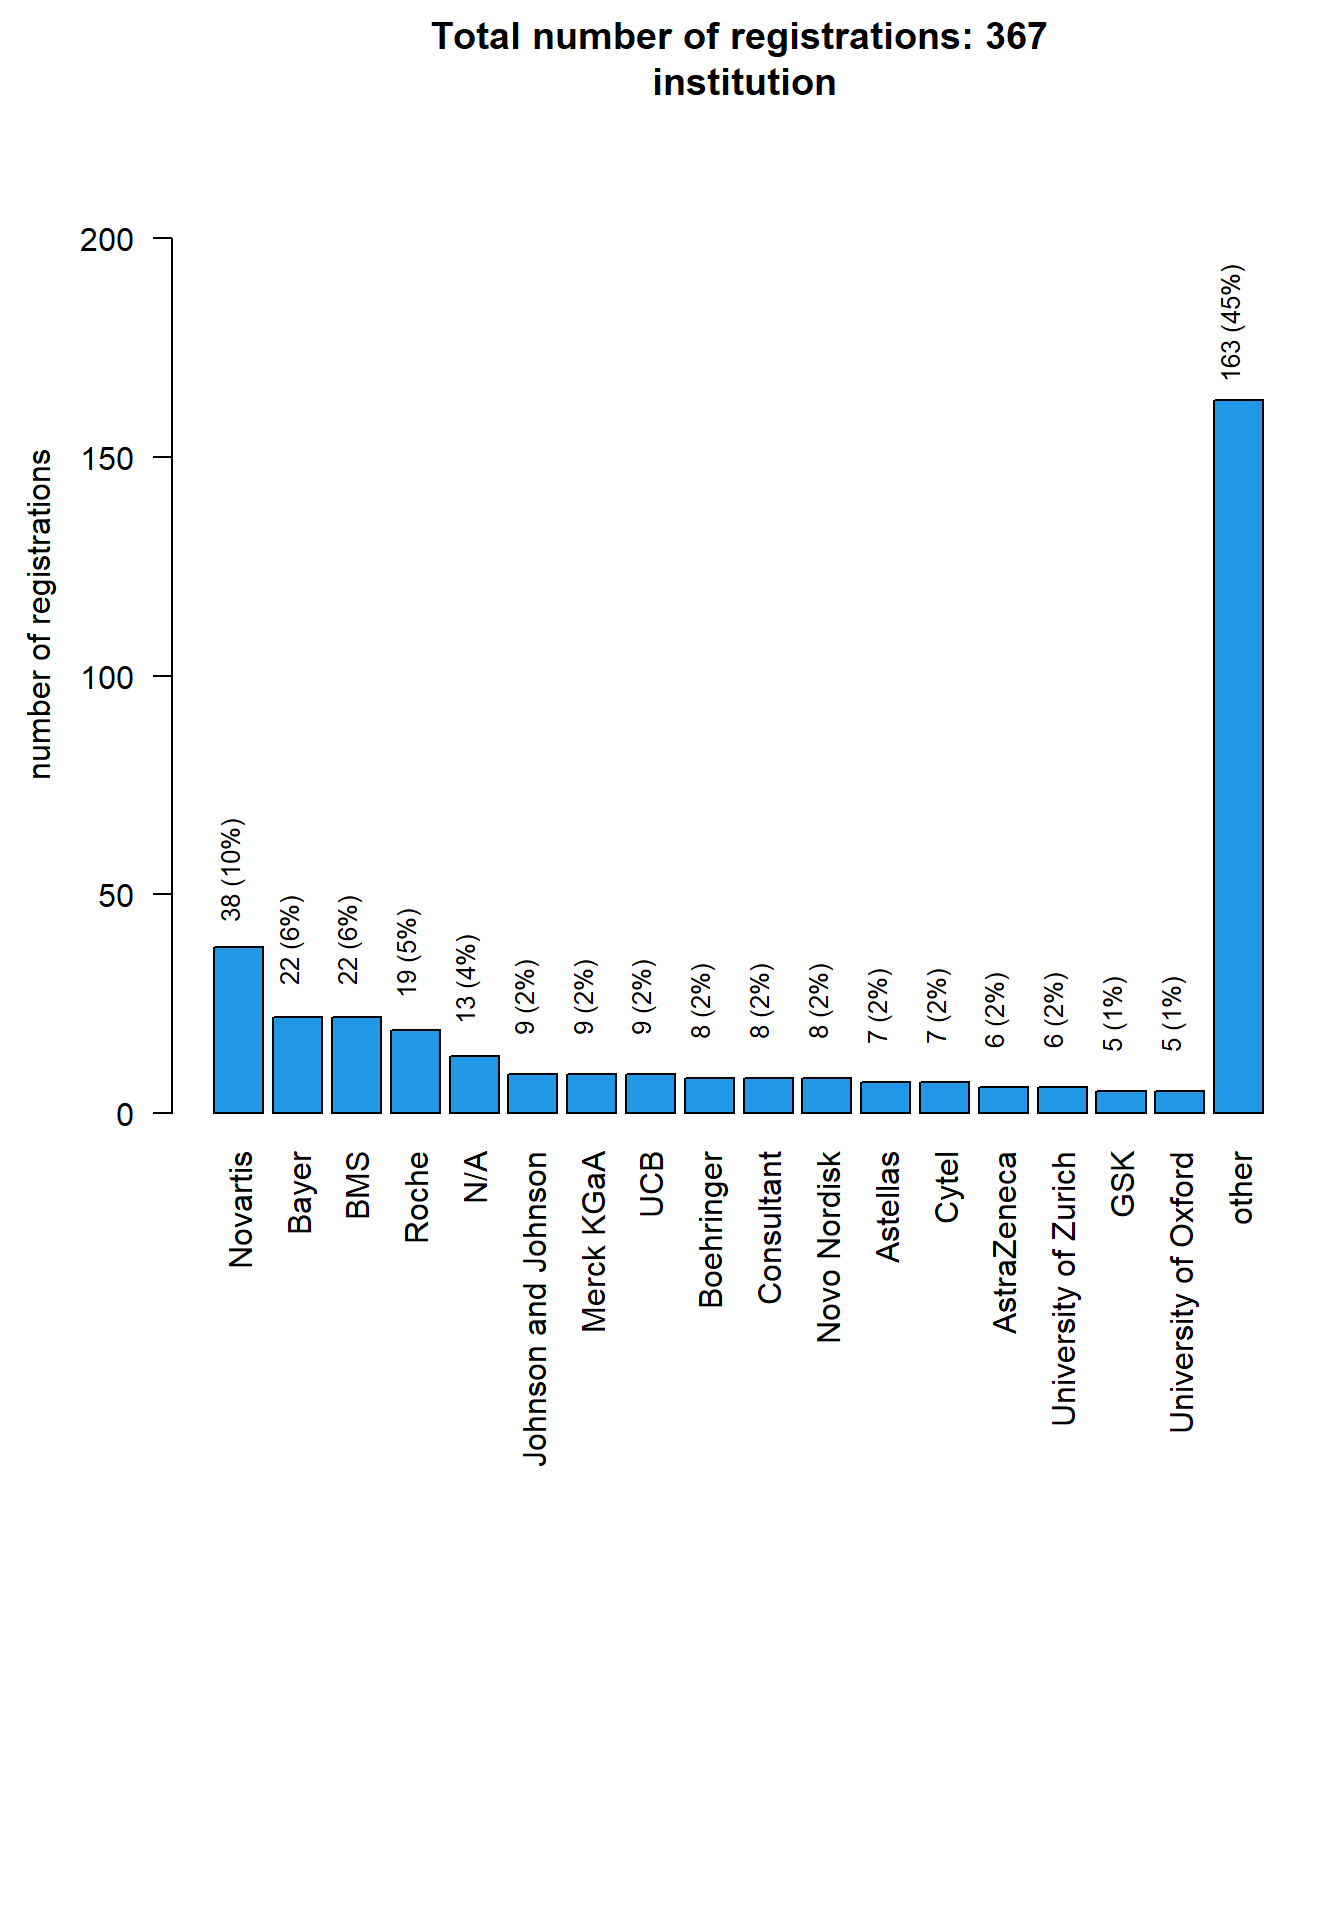 Total number of registrations: 367
institution
number of registrations
200
150
100
50
0
38 (10%)
22 (6%)
22 (6%)
19 (5%)
13 (4%)
9 (2%)
9 (2%)
9 (2%)
8 (2%)
8 (2%)
8 (2%)
7 (2%)
7 (2%)
6 (2%)
6 (2%)
5 (1%)
5 (1%)
163 (45%)
Novartis
Bayer
BMS
Roche
N/A
Johnson and Johnson
Merck KGaA
UCB
Boehringer
Consultant
Novo Nordisk
Astellas
Cytel
AstraZeneca
University of Zurich
GSK
University of Oxford
other